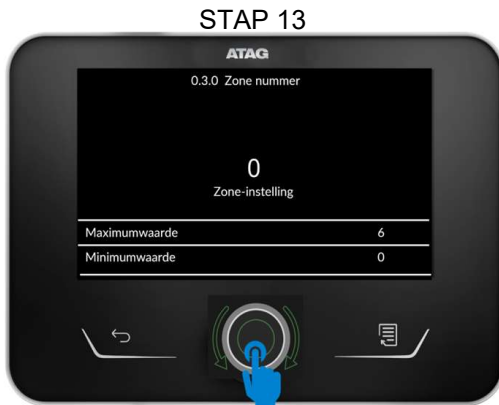 STAP 13
ATAG
0.3.0 Zone nummer
0
Zone-instelling
Maximumwaarde 6
Minimumwaarde 0